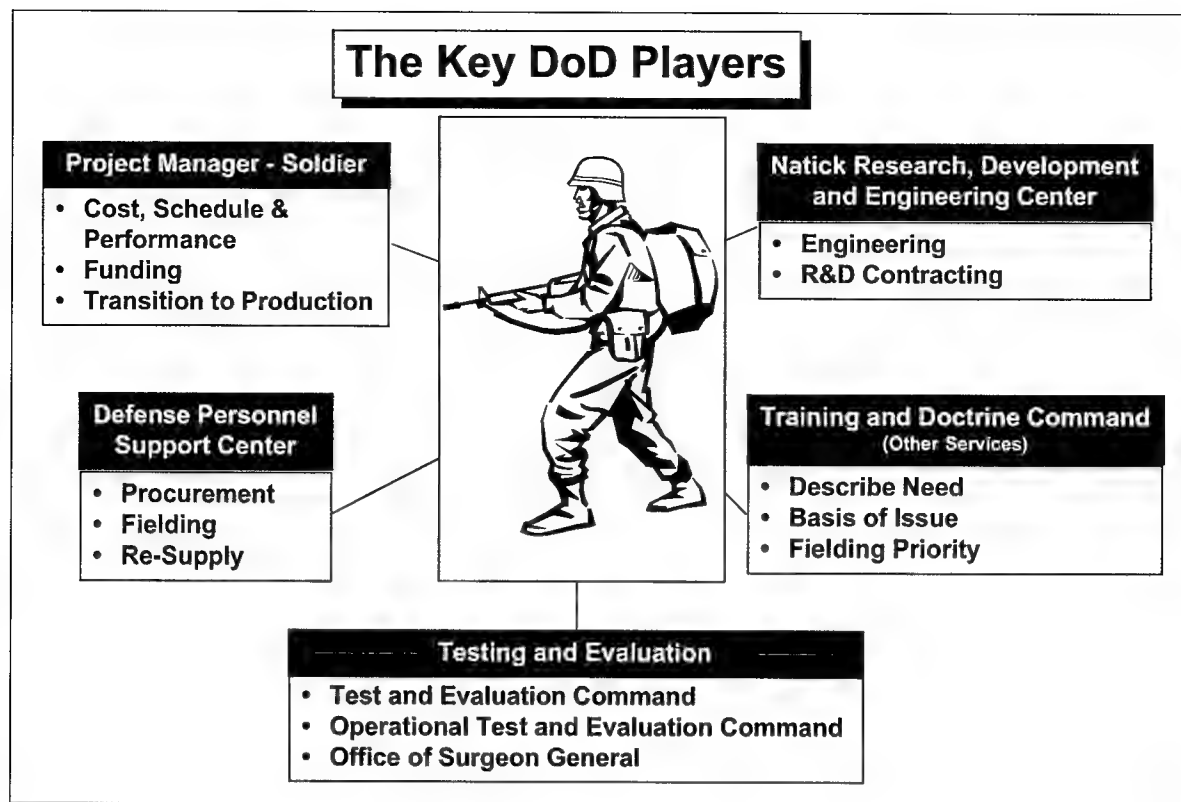 The Key DoD Players
Project Manager - Soldier
• Cost, Schedule &
Performance
• Funding
• Transition to Production
Natick Research, Development
and Engineering Center
• Engineering
• R&D Contracting
Defense Personnel
Support Center
• Procurement
• Fielding
• Re-Supply
Training and Doctrine Command
(Other Services)
• Describe Need
• Basis of Issue
• Fielding Priority
Testing and Evaluation
• Test and Evaluation Command
• Operational Test and Evaluation Command
• Office of Surgeon General